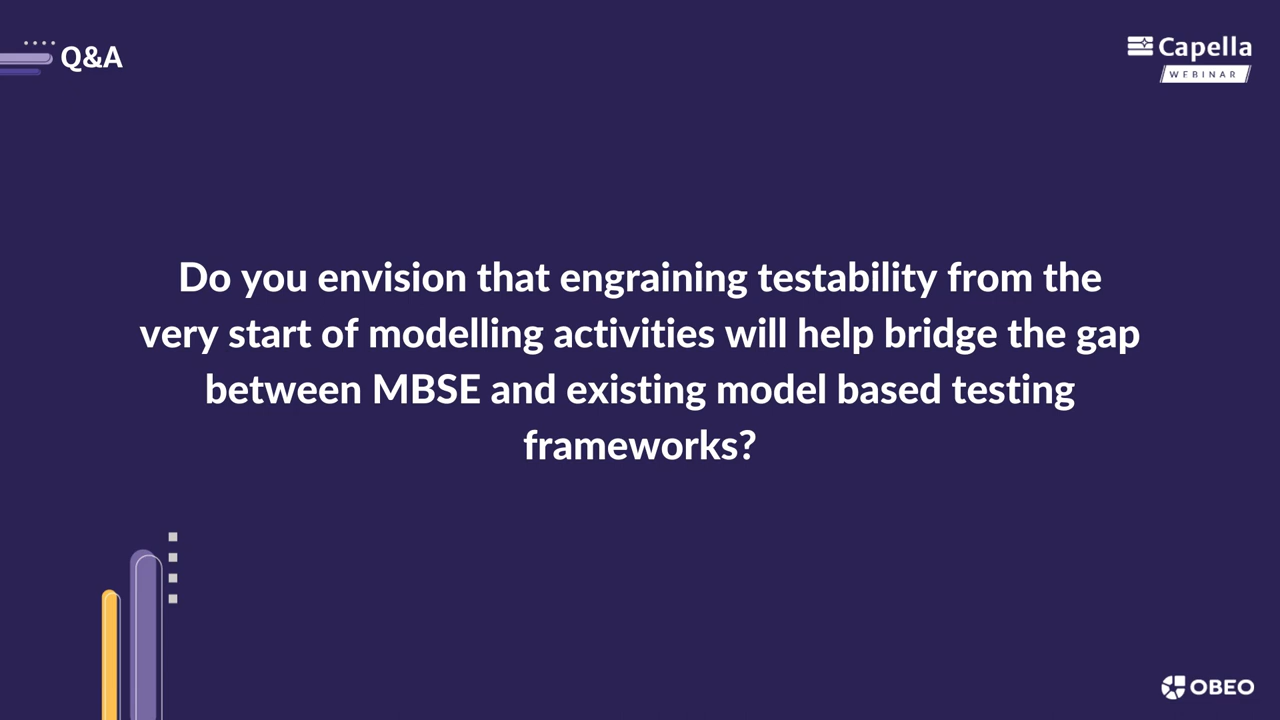 Q&A
Capella
WEBINAR
Do you envision that engraining testability from the
very start of modelling activities will help bridge the gap
between MBSE and existing model based testing
frameworks?
OBEO